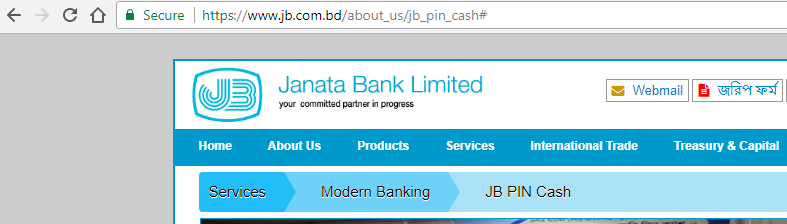 Secure https://www.jb.com.bd/about_us/jb_pin_cash#
JB Janata Bank Limited
your committed partner in progress
Webmail জরিপ ফর্ম
Home About Us Products Services International Trade Treasury & Capital
Services Modern Banking JB PIN Cash